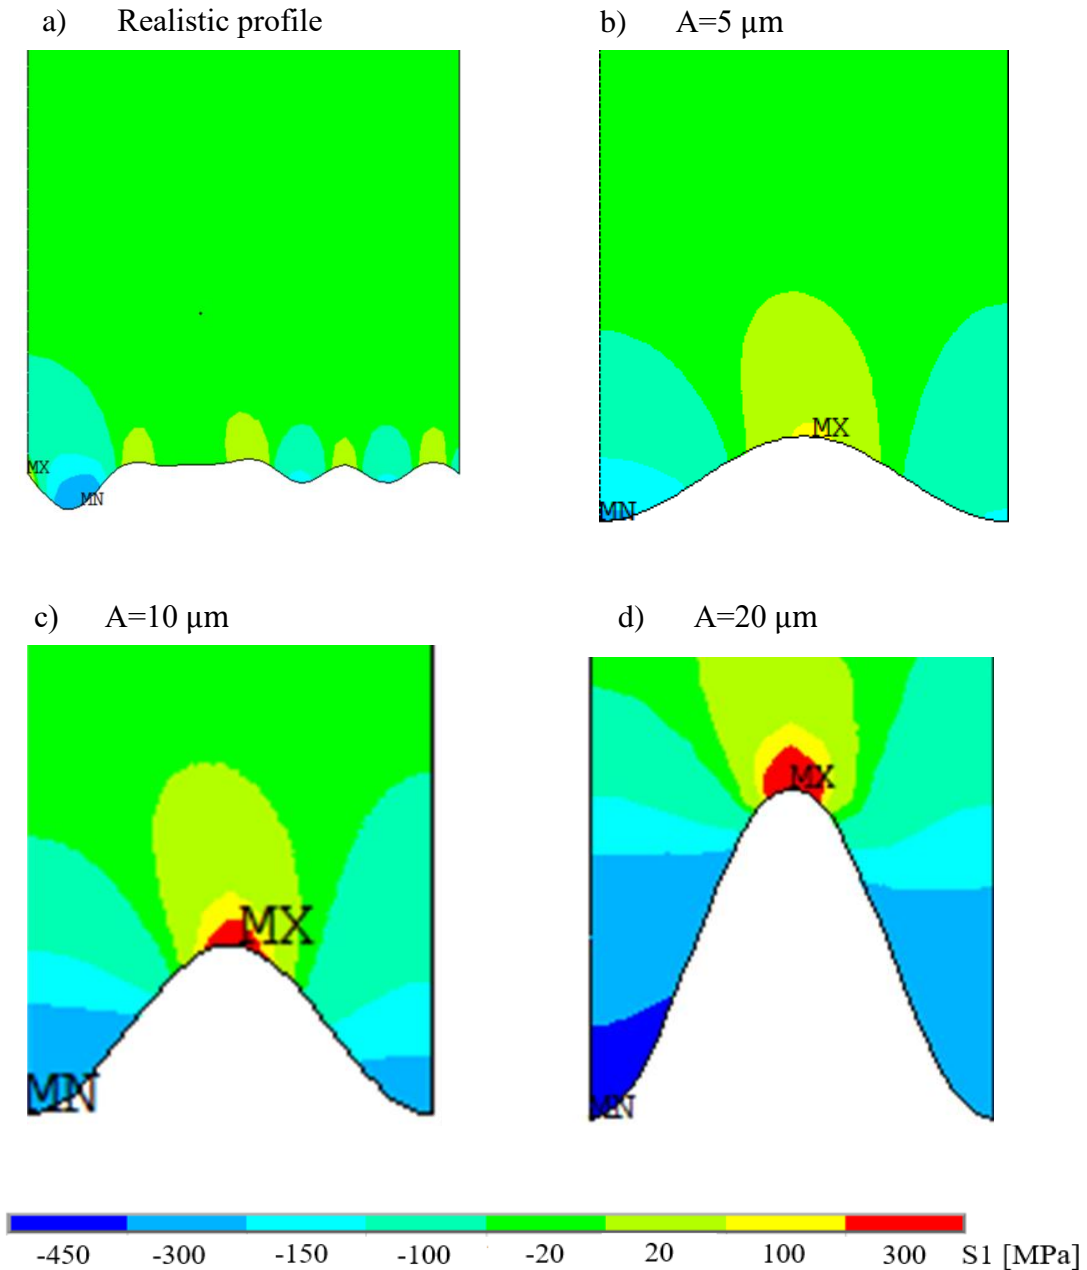 a) Realistic profile
b) A=5 μm
MX
MX
MN
MN
c) A=10 μm
d) A=20 μm
MX
MX
MN
MN
-450 -300 -150 -100 -20 20 100 300 S1 [MPa]